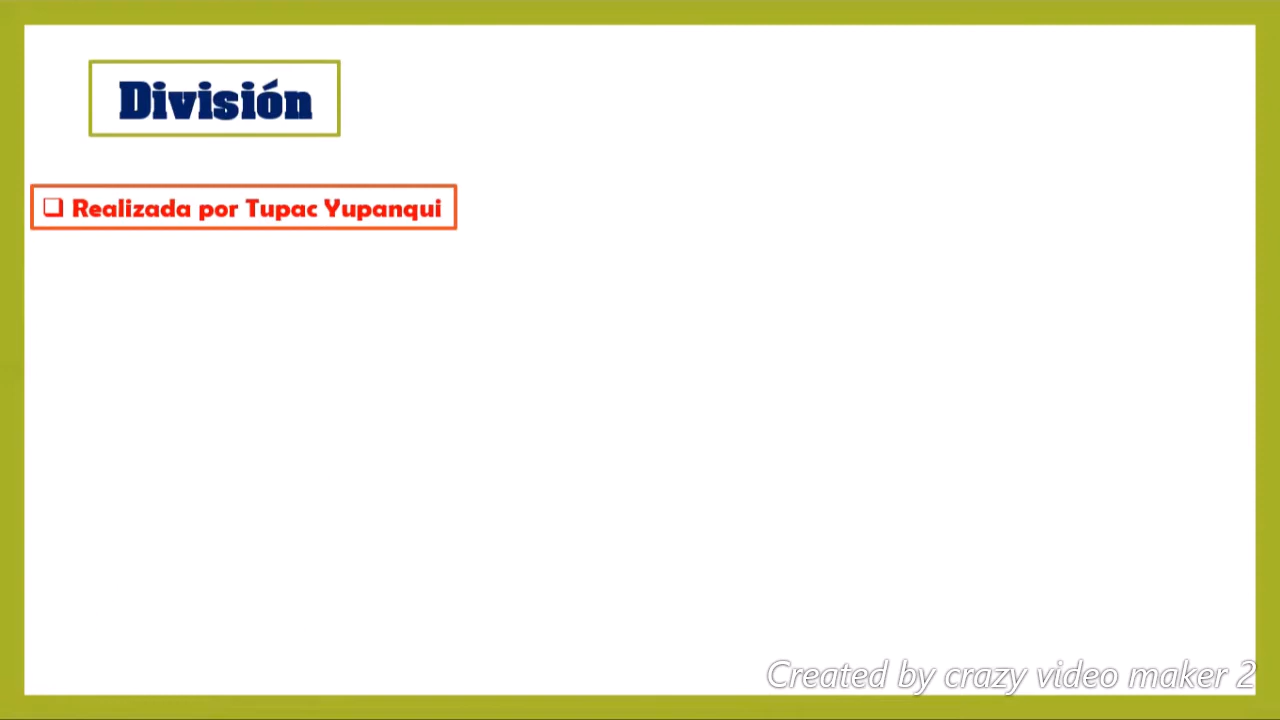 División
❑ Realizada por Tupac Yupanqui
Created by crazy video maker 2